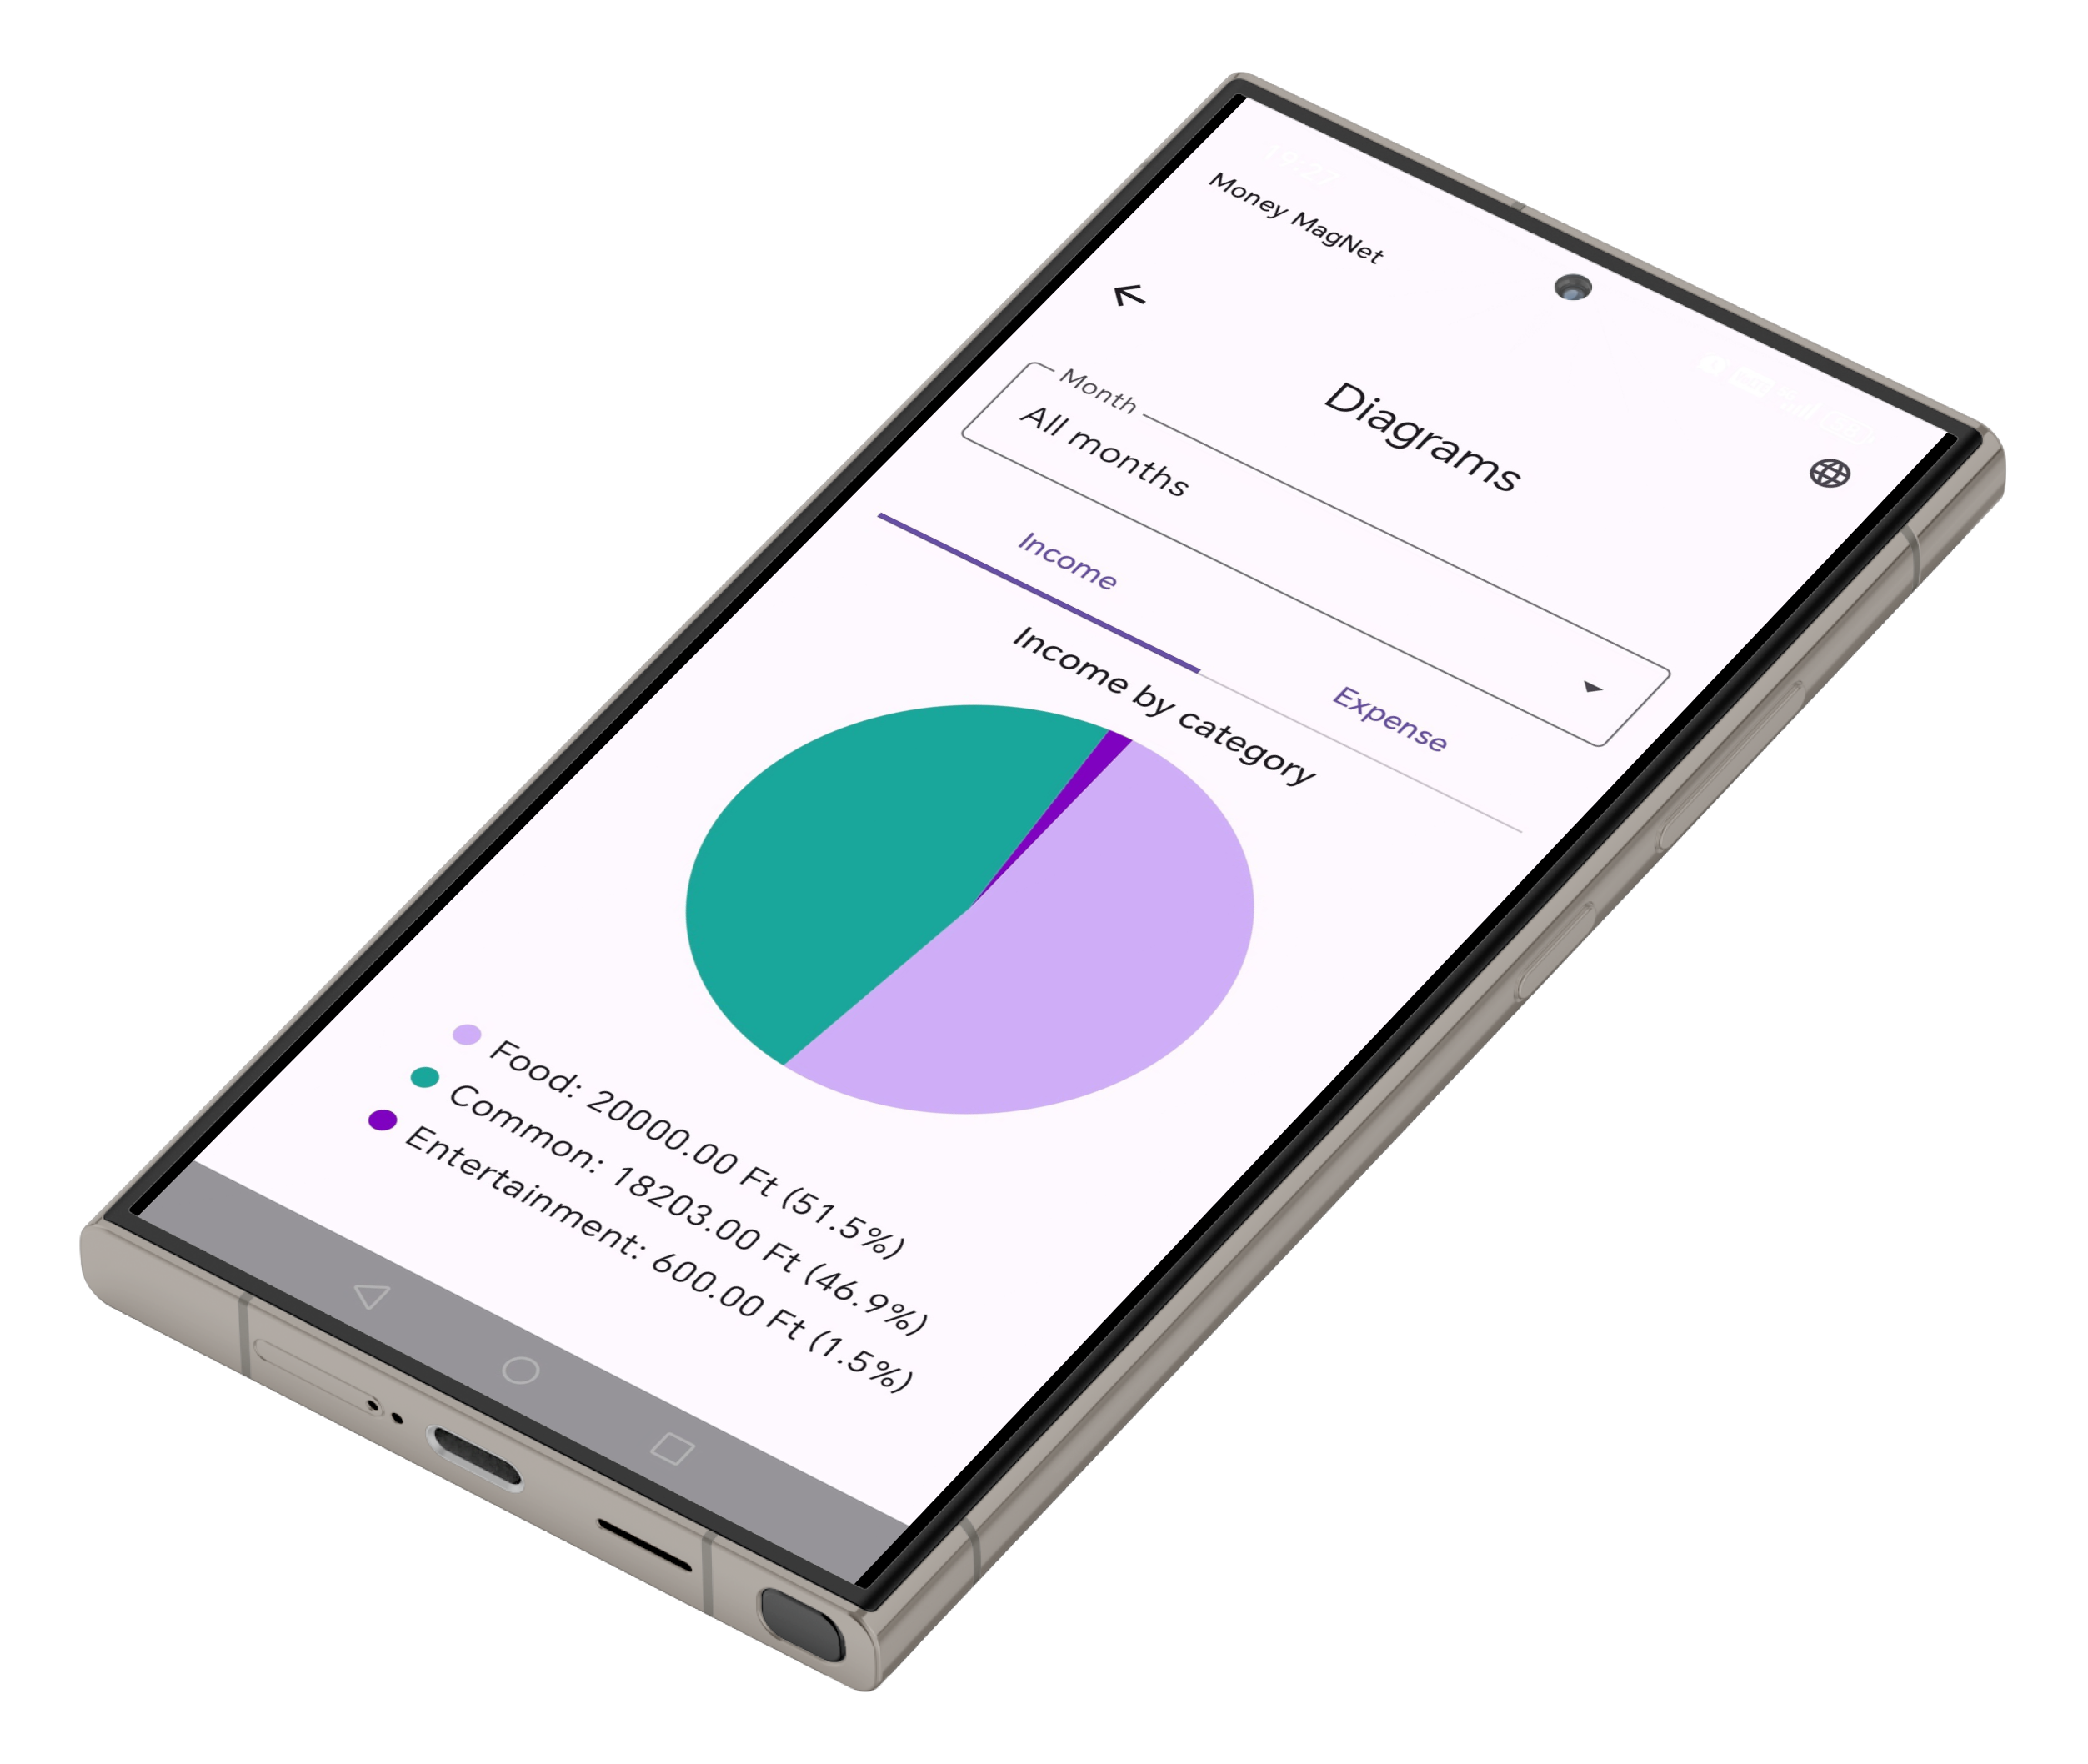 Money MagNet
Diagrams
Month
All months
Income
Expense
Income by category
Food: 20000.00 Ft (51.5%)
Common: 18203.00 Ft (46.9%)
Entertainment: 600.00 Ft (1.5%)